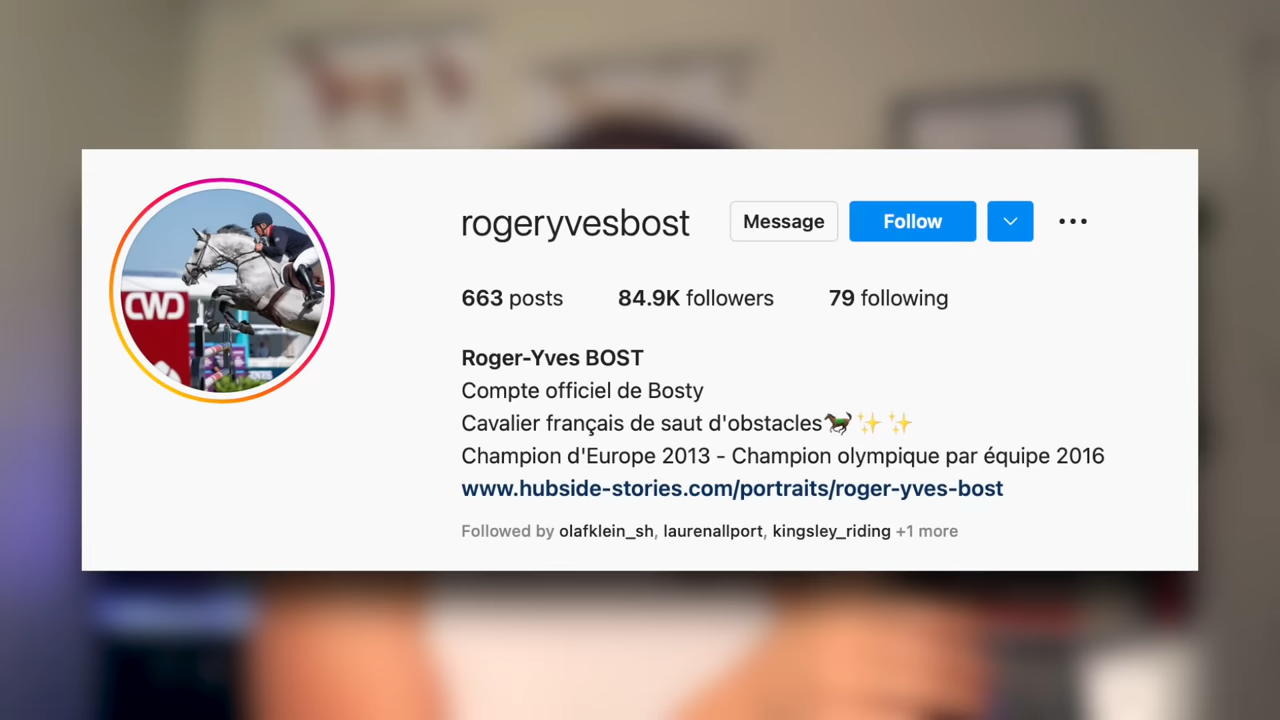 rogeryvesbost Message Follow
663 posts 84.9K followers 79 following
CWD
Roger-Yves BOST
Compte officiel de Bosty
Cavalier français de saut d'obstacles🐎✨✨
Champion d'Europe 2013 - Champion olympique par équipe 2016
www.hubside-stories.com/portraits/roger-yves-bost
Followed by olafklein_sh, laurenallport, kingsley_riding +1 more